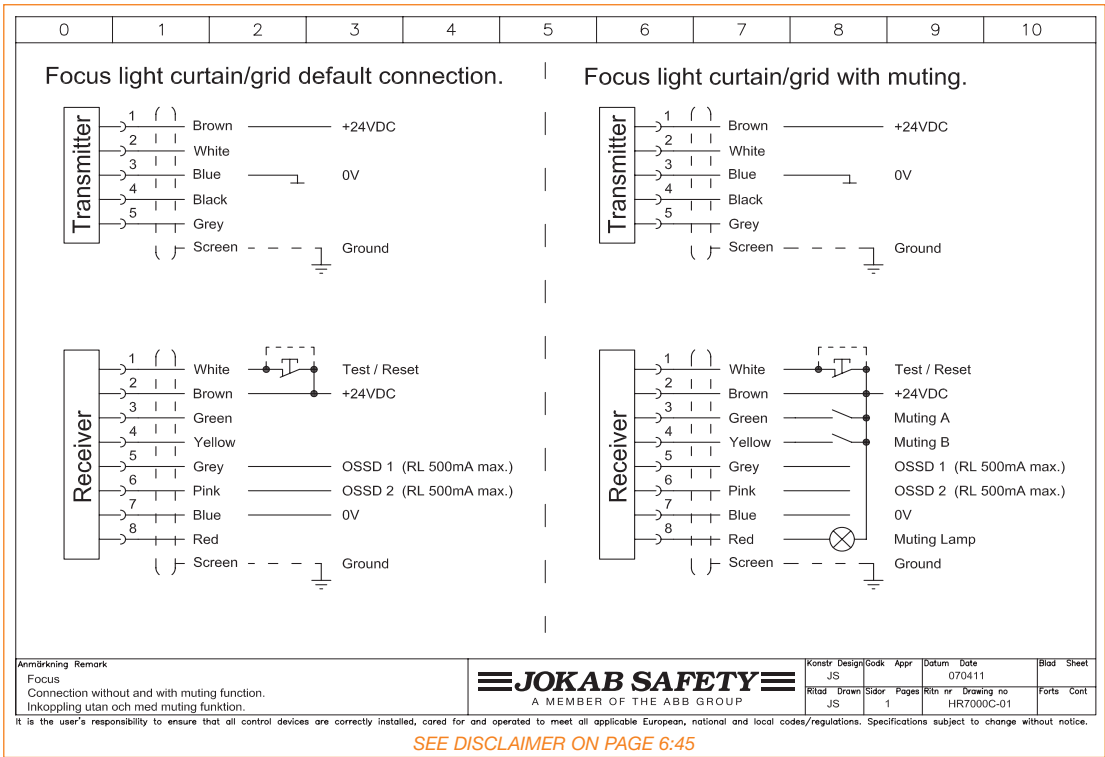 0 1 2 3 4 5 6 7 8 9 10
Focus light curtain/grid default connection.
Transmitter
1 Brown +24VDC
2 White
3 Blue 0V
4 Black
5 Grey
Screen Ground
Receiver
1 White Test / Reset
2 Brown +24VDC
3 Green
4 Yellow
5 Grey OSSD 1 (RL 500mA max.)
6 Pink OSSD 2 (RL 500mA max.)
7 Blue 0V
8 Red
Screen Ground
Focus light curtain/grid with muting.
Transmitter
1 Brown +24VDC
2 White
3 Blue 0V
4 Black
5 Grey
Screen Ground
Receiver
1 White Test / Reset
2 Brown +24VDC
3 Green Muting A
4 Yellow Muting B
5 Grey OSSD 1 (RL 500mA max.)
6 Pink OSSD 2 (RL 500mA max.)
7 Blue 0V
8 Red Muting Lamp
Screen Ground
Anmärkning Remark
Focus
Connection without and with muting function.
Inkoppling utan och med muting funktion.
JOKAB SAFETY
A MEMBER OF THE ABB GROUP
Konstr Design Godk Appr Datum Date Blad Sheet
JS 070411
Ritad Drawn Sidor Pages Ritn nr Drawing no Forts Cont
JS 1 HR7000C-01
It is the user's responsibility to ensure that all control devices are correctly installed, cared for and operated to meet all applicable European, national and local codes/regulations. Specifications subject to change without notice.
SEE DISCLAIMER ON PAGE 6:45